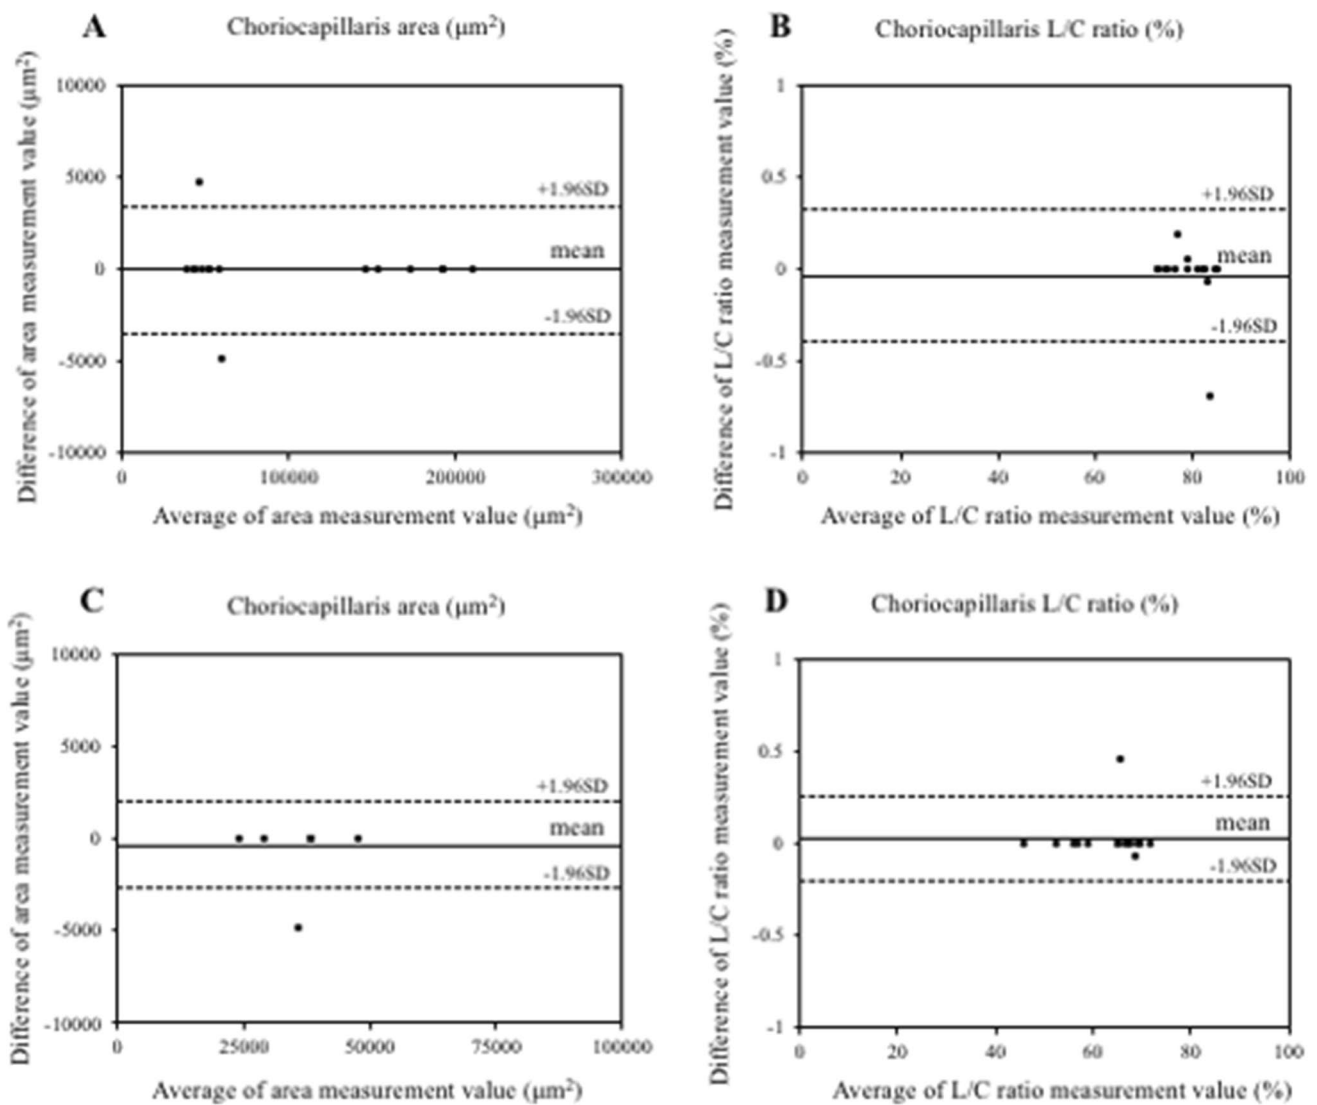 A Choriocapillaris area (μm²)
Difference of area measurement value (μm²)
10000
5000
0
-5000
-10000
+1.96SD
mean
-1.96SD
0 100000 200000 300000
Average of area measurement value (μm²)
B Choriocapillaris L/C ratio (%)
Difference of L/C ratio measurement value (%)
1
0.5
0
-0.5
-1
+1.96SD
mean
-1.96SD
0 20 40 60 80 100
Average of L/C ratio measurement value (%)
C Choriocapillaris area (μm²)
Difference of area measurement value (μm²)
10000
5000
0
-5000
-10000
+1.96SD
mean
-1.96SD
0 25000 50000 75000 100000
Average of area measurement value (μm²)
D Choriocapillaris L/C ratio (%)
Difference of L/C ratio measurement value (%)
1
0.5
0
-0.5
-1
+1.96SD
mean
-1.96SD
0 20 40 60 80 100
Average of L/C ratio measurement value (%)